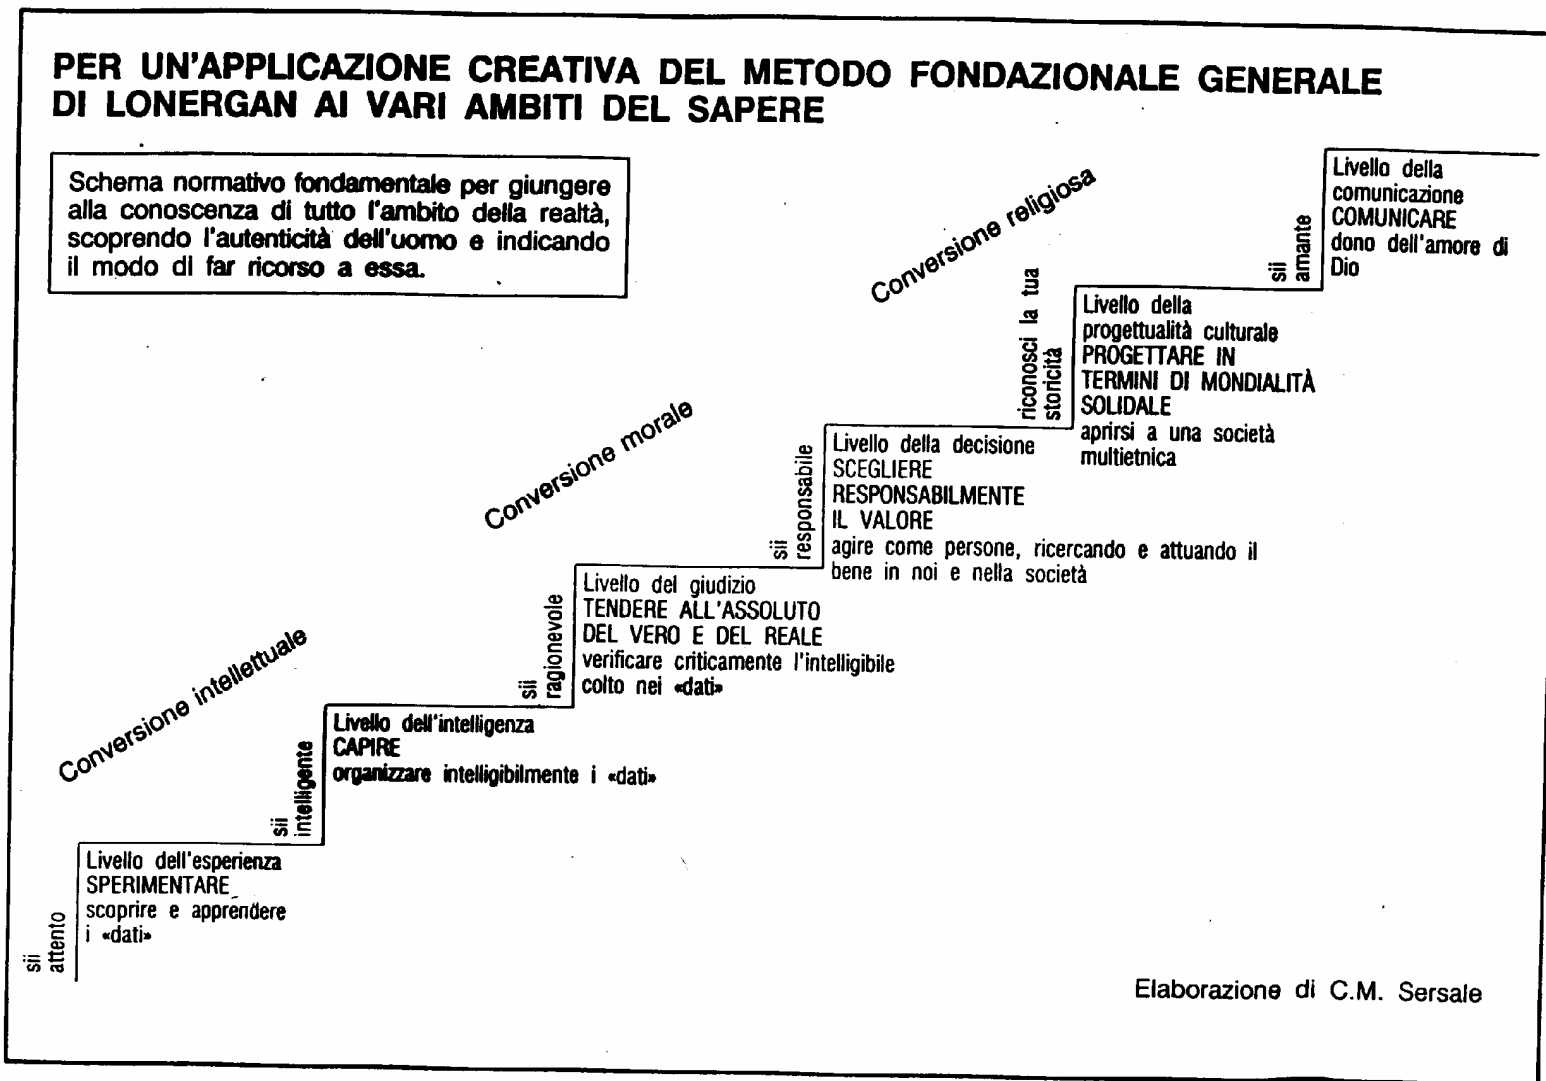 PER UN'APPLICAZIONE CREATIVA DEL METODO FONDAZIONALE GENERALE
DI LONERGAN AI VARI AMBITI DEL SAPERE
Schema normativo fondamentale per giungere
alla conoscenza di tutto l'ambito della realtà,
scoprendo l'autenticità dell'uomo e indicando
il modo di far ricorso a essa.
Conversione religiosa
sii
amante
Livello della
comunicazione
COMUNICARE
dono dell'amore di
Dio
riconosci la tua
storicità
Livello della
progettualità culturale
PROGETTARE IN
TERMINI DI MONDIALITÀ
SOLIDALE
aprirsi a una società
multietnica
Conversione morale
sii
responsabile
Livello della decisione
SCEGLIERE
RESPONSABILMENTE
IL VALORE
agire come persone, ricercando e attuando il
bene in noi e nella società
sii
ragionevole
Livello del giudizio
TENDERE ALL'ASSOLUTO
DEL VERO E DEL REALE
verificare criticamente l'intelligibile
colto nei «dati»
Conversione intellettuale
sii
intelligente
Livello dell'intelligenza
CAPIRE
organizzare intelligibilmente i «dati»
sii
attento
Livello dell'esperienza
SPERIMENTARE
scoprire e apprendere
i «dati»
Elaborazione di C.M. Sersale